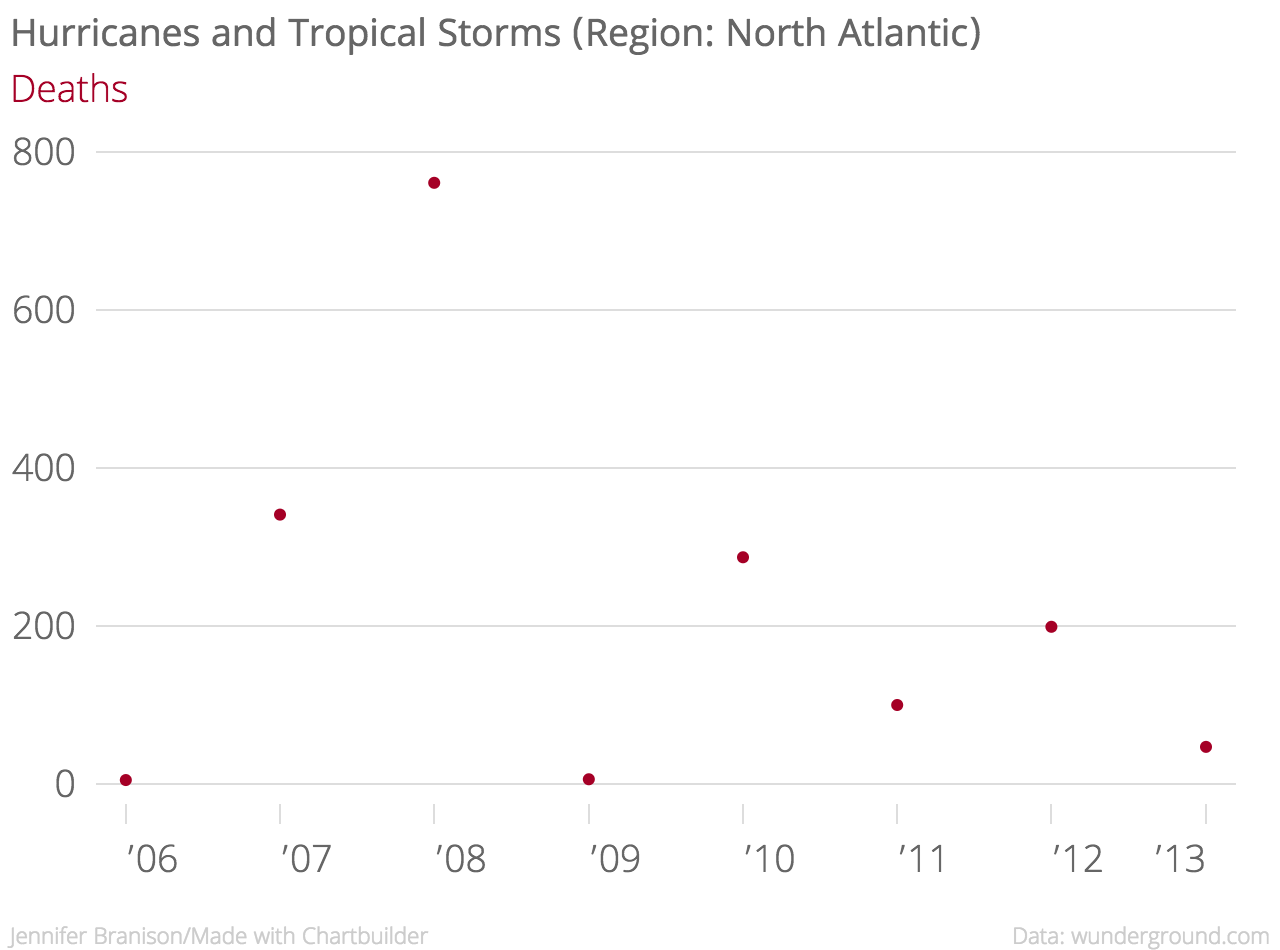 Hurricanes and Tropical Storms (Region: North Atlantic)
Deaths
800
600
400
200
0
’06 ’07 ’08 ’09 ’10 ’11 ’12 ’13
Jennifer Branison/Made with Chartbuilder Data: wunderground.com